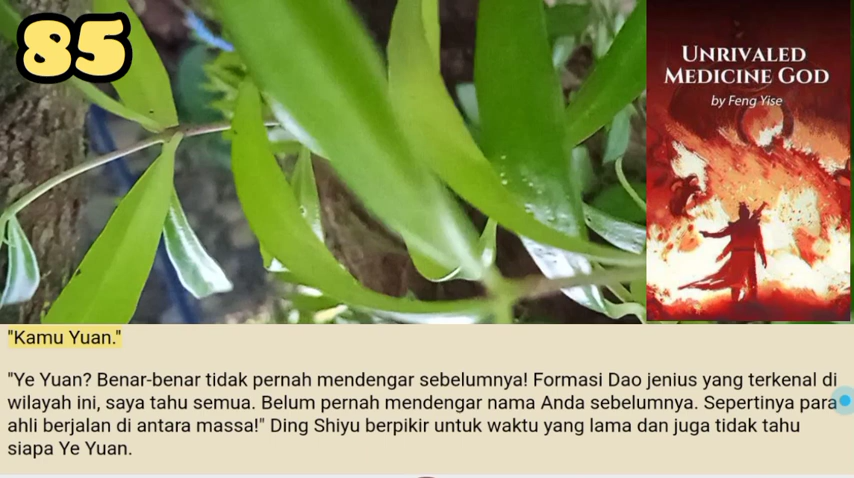 85
UNRIVALED
MEDICINE GOD
by Feng Yise
"Kamu Yuan."
"Ye Yuan? Benar-benar tidak pernah mendengar sebelumnya! Formasi Dao jenius yang terkenal di
wilayah ini, saya tahu semua. Belum pernah mendengar nama Anda sebelumnya. Sepertinya para
ahli berjalan di antara massa!" Ding Shiyu berpikir untuk waktu yang lama dan juga tidak tahu
siapa Ye Yuan.